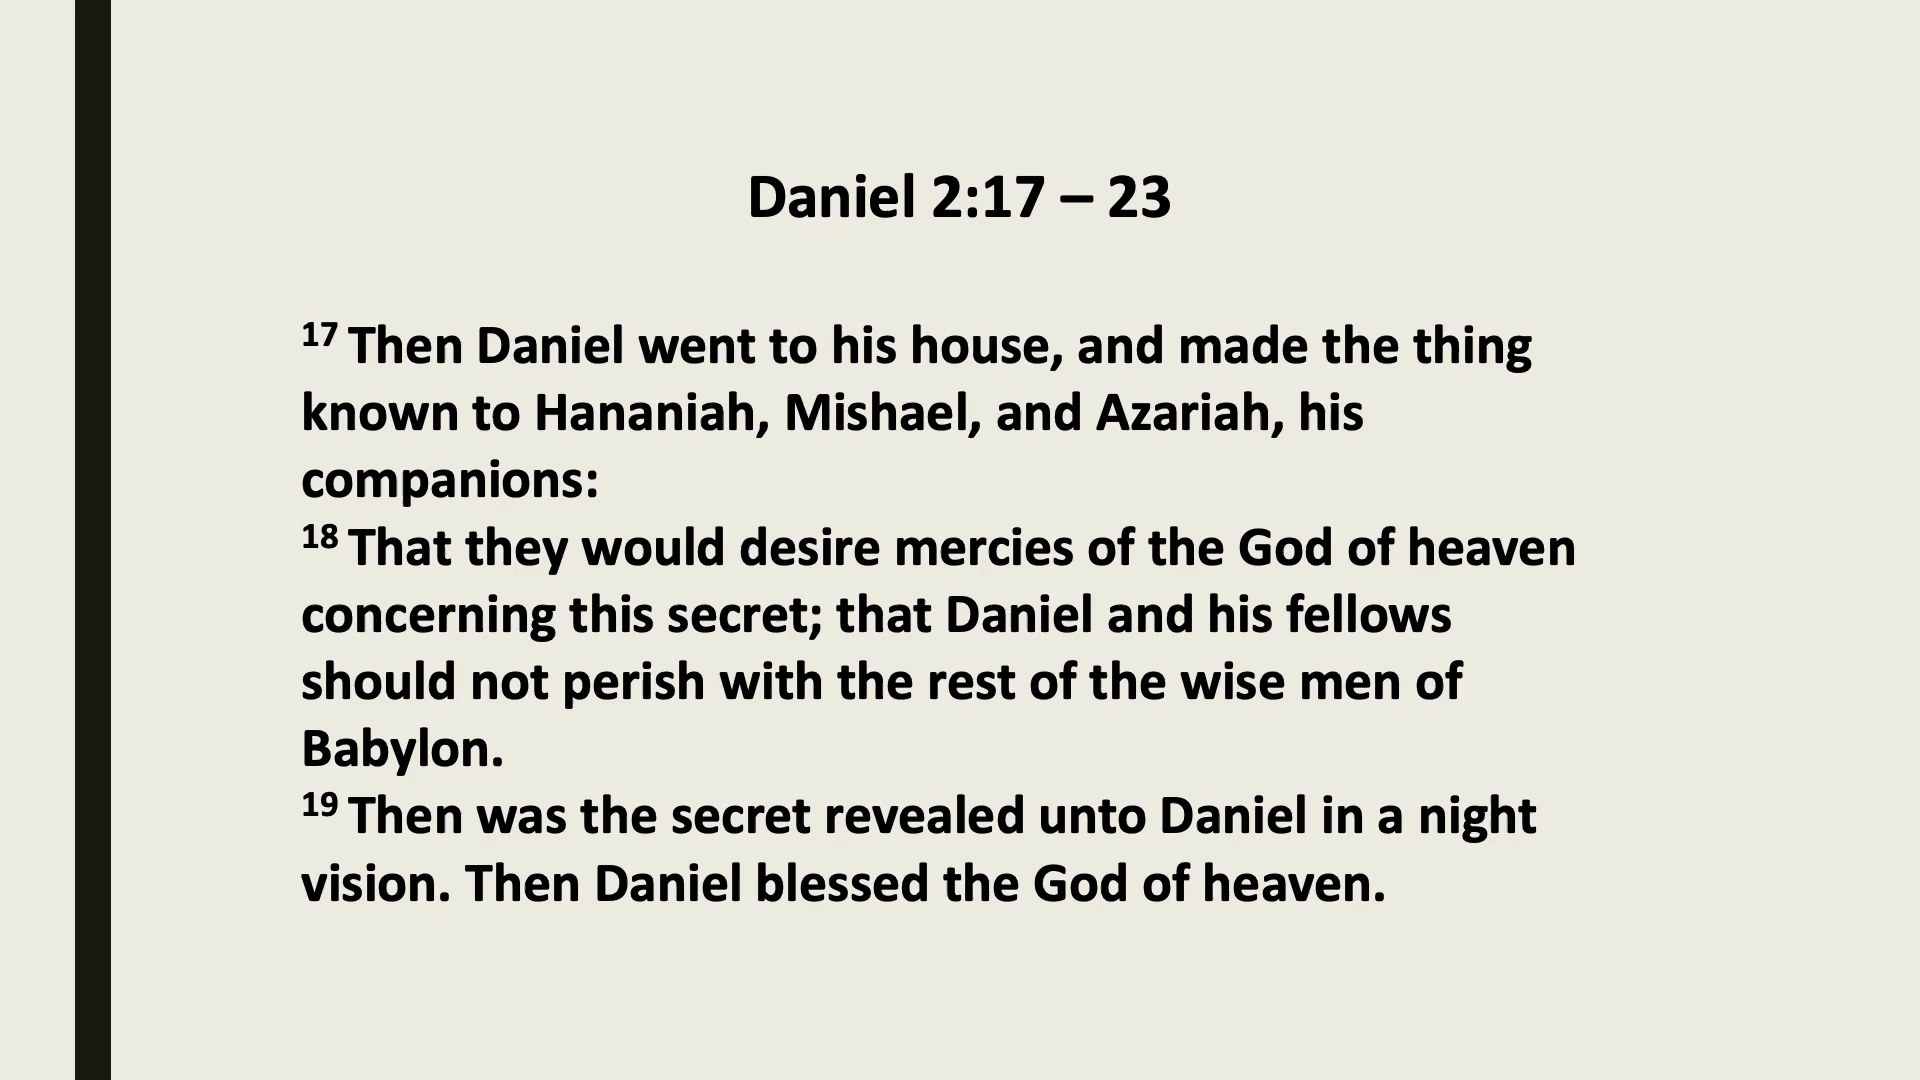 Daniel 2:17 – 23
17 Then Daniel went to his house, and made the thing
known to Hananiah, Mishael, and Azariah, his
companions:
18 That they would desire mercies of the God of heaven
concerning this secret; that Daniel and his fellows
should not perish with the rest of the wise men of
Babylon.
19 Then was the secret revealed unto Daniel in a night
vision. Then Daniel blessed the God of heaven.